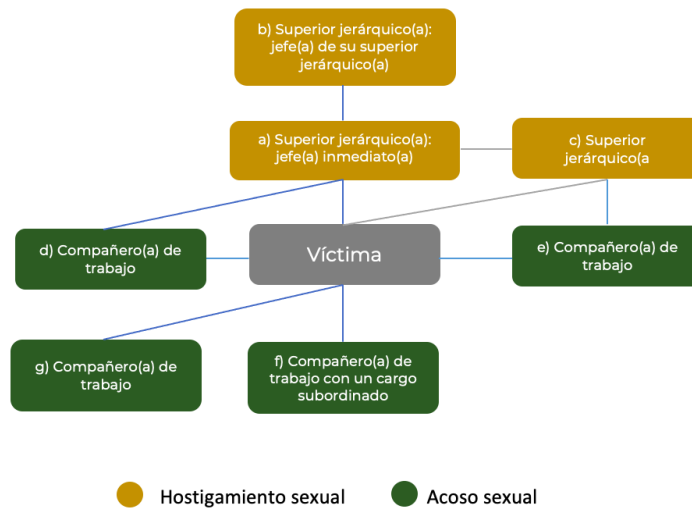 b) Superior jerárquico(a):
jefe(a) de su superior
jerárquico(a)
a) Superior jerárquico(a):
jefe(a) inmediato(a)
c) Superior
jerárquico(a
d) Compañero(a) de
trabajo
Víctima
e) Compañero(a) de
trabajo
g) Compañero(a) de
trabajo
f) Compañero(a) de
trabajo con un cargo
subordinado
Hostigamiento sexual
Acoso sexual